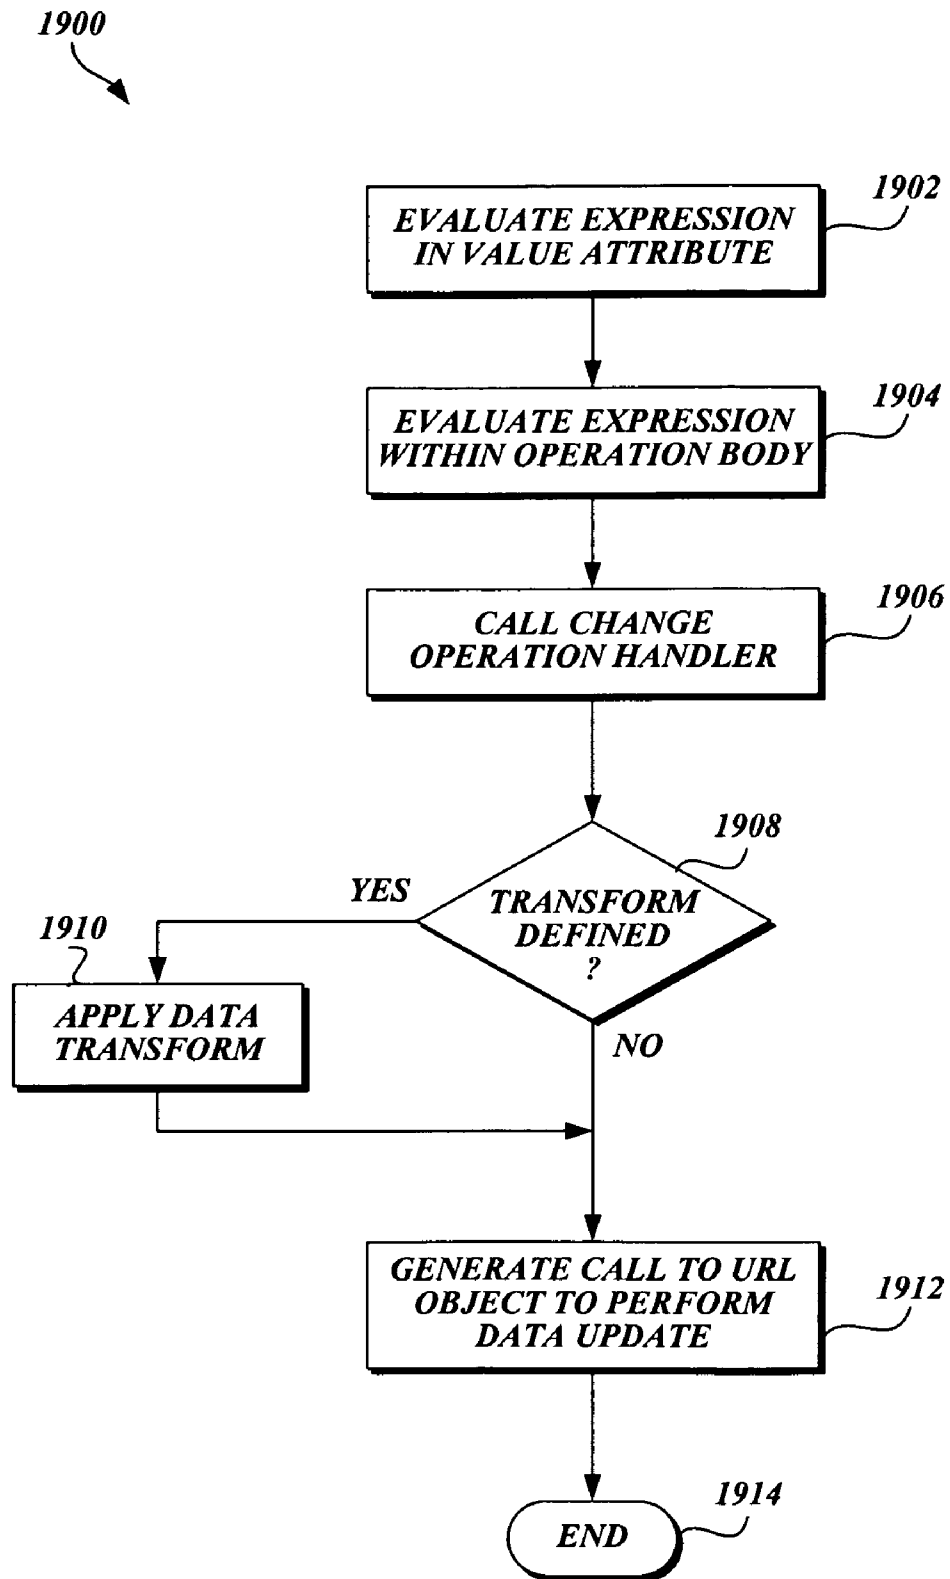 1900
1902
EVALUATE EXPRESSION
IN VALUE ATTRIBUTE
1904
EVALUATE EXPRESSION
WITHIN OPERATION BODY
1906
CALL CHANGE
OPERATION HANDLER
1908
YES
TRANSFORM
DEFINED
?
1910
APPLY DATA
TRANSFORM
NO
GENERATE CALL TO URL
OBJECT TO PERFORM
DATA UPDATE
1912
1914
END